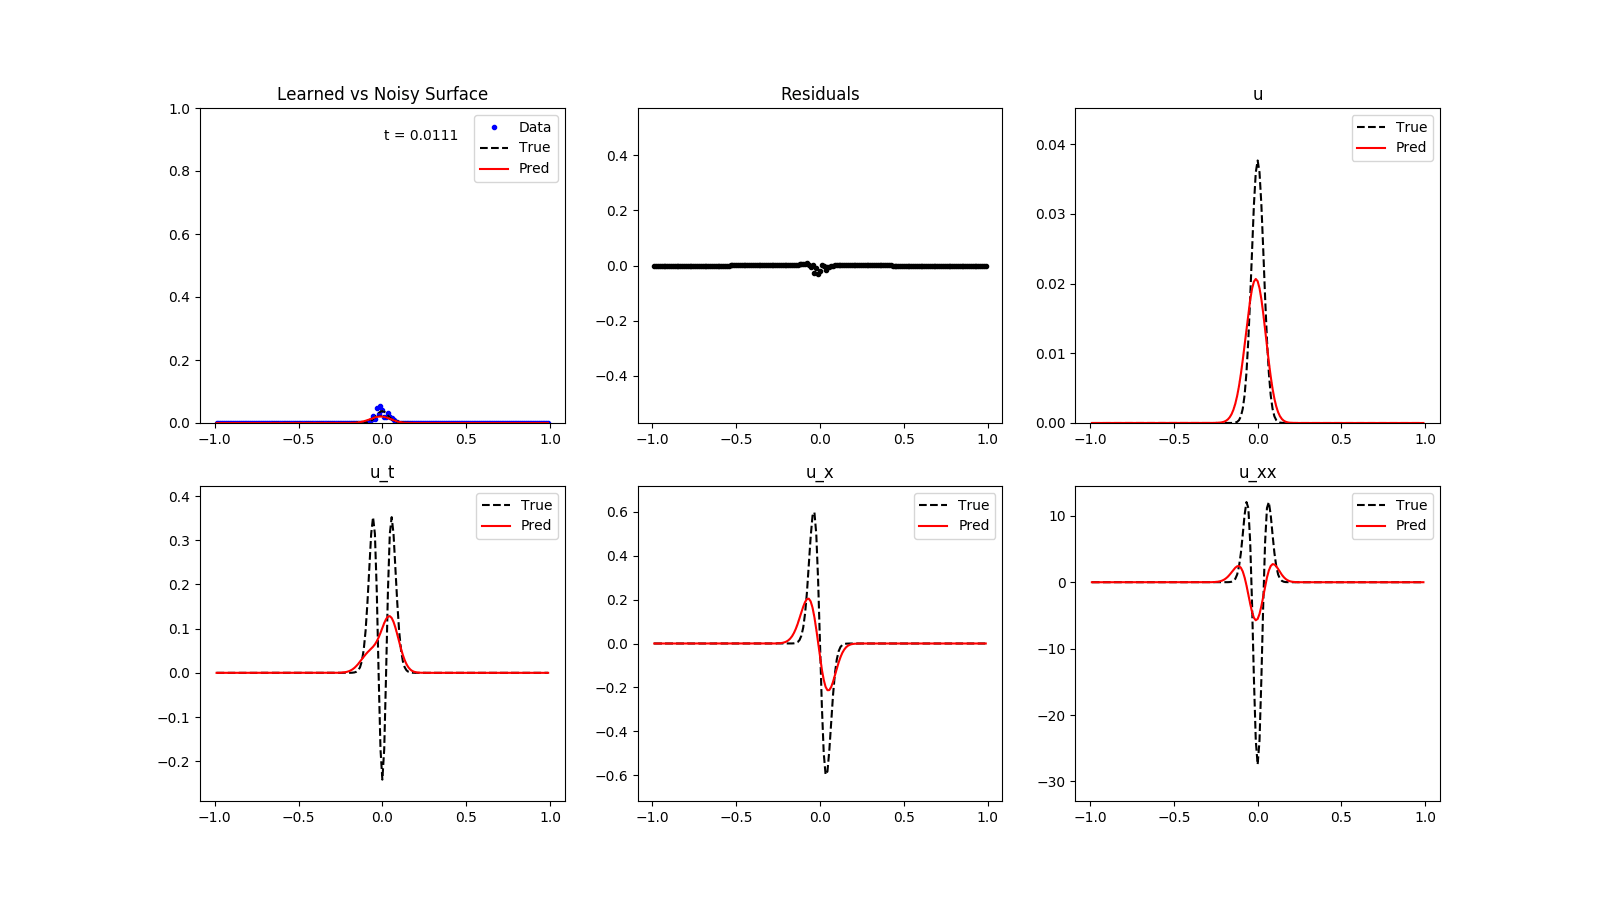 Learned vs Noisy Surface
1.0
0.8
0.6
0.4
0.2
0.0
−1.0 −0.5 0.0 0.5 1.0
t = 0.0111
Data
True
Pred
Residuals
0.4
0.2
0.0
−0.2
−0.4
−1.0 −0.5 0.0 0.5 1.0
u
0.04
0.03
0.02
0.01
0.00
−1.0 −0.5 0.0 0.5 1.0
True
Pred
u_t
0.4
0.3
0.2
0.1
0.0
−0.1
−0.2
−1.0 −0.5 0.0 0.5 1.0
True
Pred
u_x
0.6
0.4
0.2
0.0
−0.2
−0.4
−0.6
−1.0 −0.5 0.0 0.5 1.0
True
Pred
u_xx
10
0
−10
−20
−30
−1.0 −0.5 0.0 0.5 1.0
True
Pred